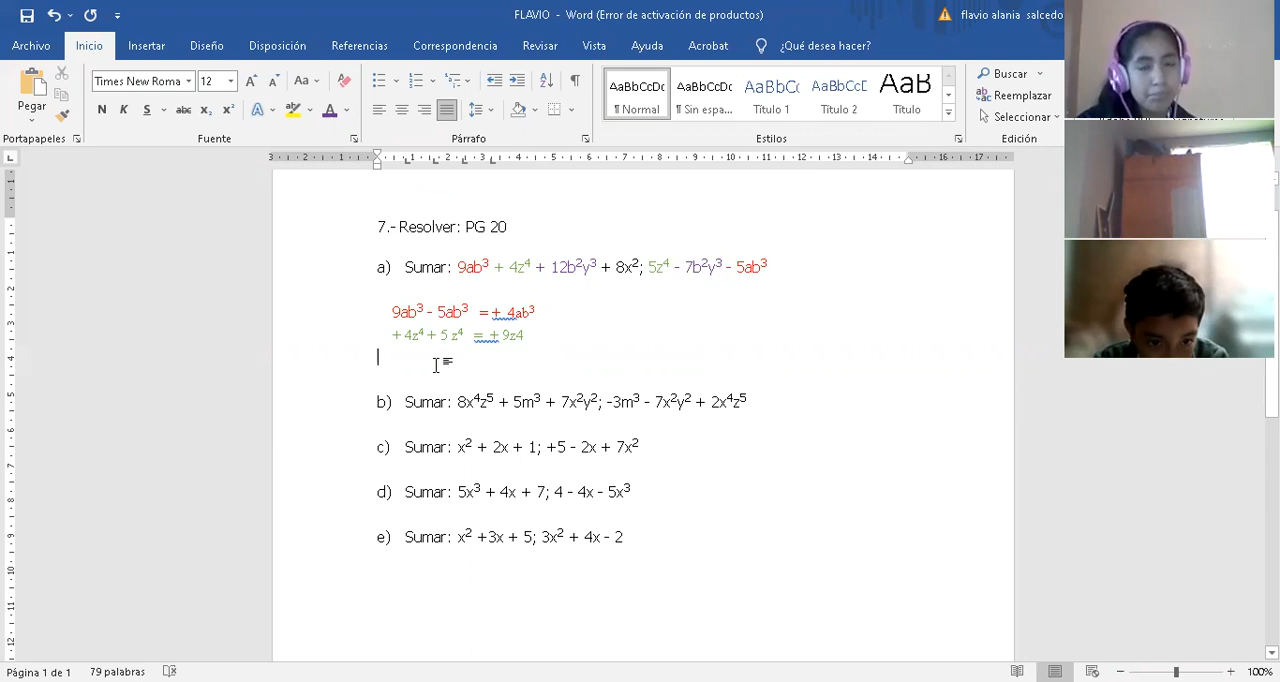 FLAVIO - Word (Error de activación de productos)
flavio alania salcedo
Archivo Inicio Insertar Diseño Disposición Referencias Correspondencia Revisar Vista Ayuda Acrobat ¿Qué desea hacer?
Pegar
Times New Roma 12
Portapapeles Fuente Párrafo Estilos Edición
AaBbCcDc AaBbCcDc AaBbCc AaBbCcE AaB
¶ Normal ¶ Sin espa... Título 1 Título 2 Título
Buscar
Reemplazar
Seleccionar
7.- Resolver: PG 20
a) Sumar: 9ab³ + 4z⁴ + 12b²y³ + 8x²; 5z⁴ - 7b²y³ - 5ab³
9ab³ - 5ab³ = + 4ab³
+ 4z⁴ + 5 z⁴ = + 9z4
=
b) Sumar: 8x⁴z⁵ + 5m³ + 7x²y²; -3m³ - 7x²y² + 2x⁴z⁵
c) Sumar: x² + 2x + 1; +5 - 2x + 7x²
d) Sumar: 5x³ + 4x + 7; 4 - 4x - 5x³
e) Sumar: x² +3x + 5; 3x² + 4x - 2
Página 1 de 1 79 palabras 100%